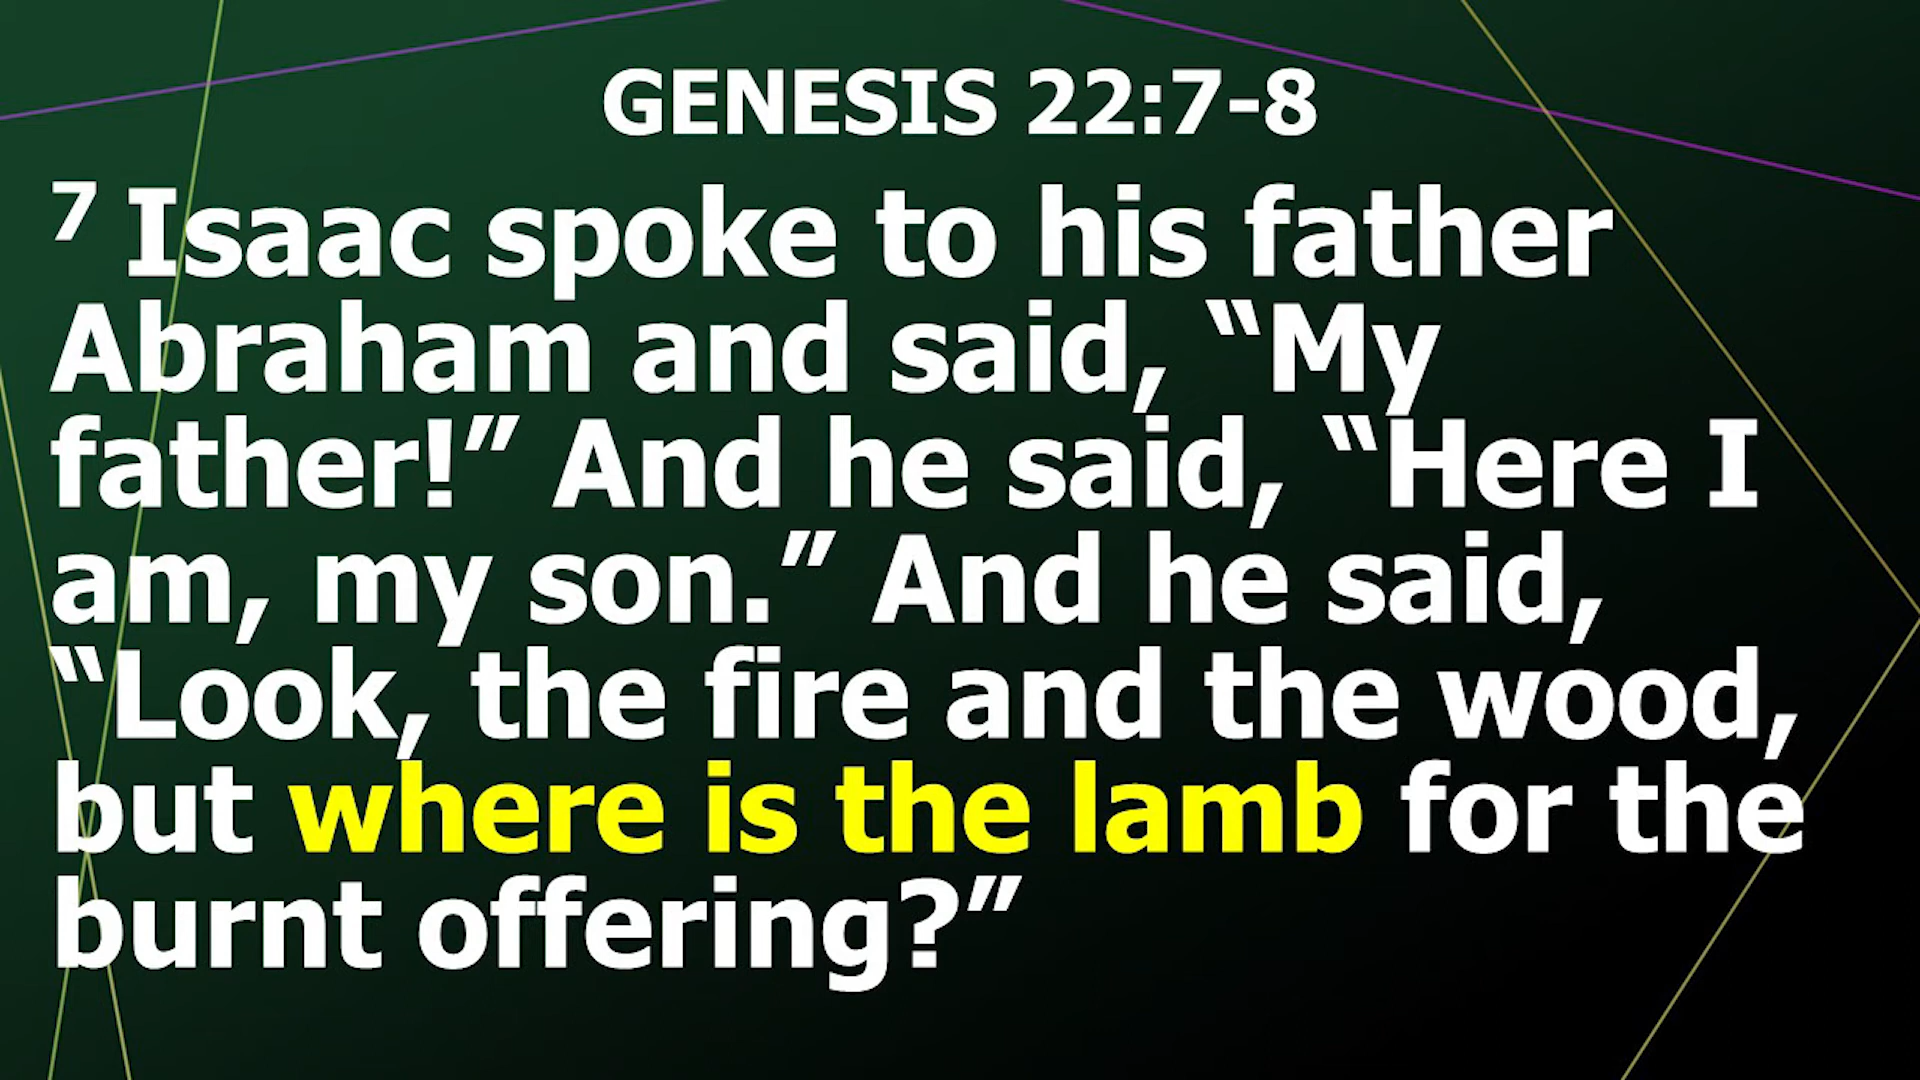 GENESIS 22:7-8
7 Isaac spoke to his father
Abraham and said, “My
father!” And he said, “Here I
am, my son.” And he said,
“Look, the fire and the wood,
but where is the lamb for the
burnt offering?”